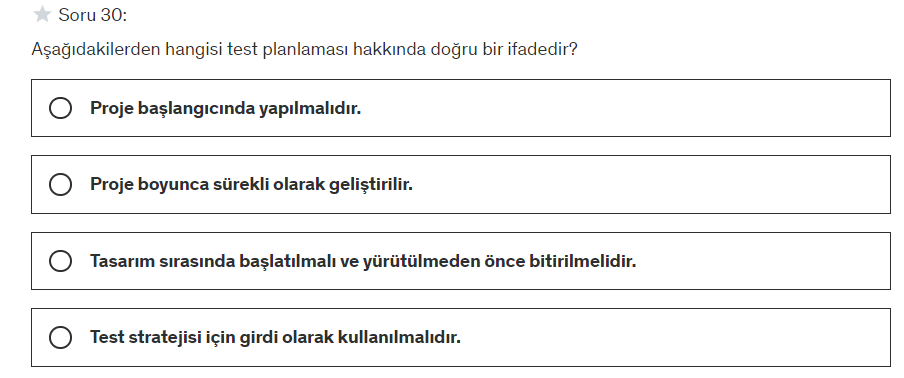 Soru 30:
Aşağıdakilerden hangisi test planlaması hakkında doğru bir ifadedir?
Proje başlangıcında yapılmalıdır.
Proje boyunca sürekli olarak geliştirilir.
Tasarım sırasında başlatılmalı ve yürütülmeden önce bitirilmelidir.
Test stratejisi için girdi olarak kullanılmalıdır.